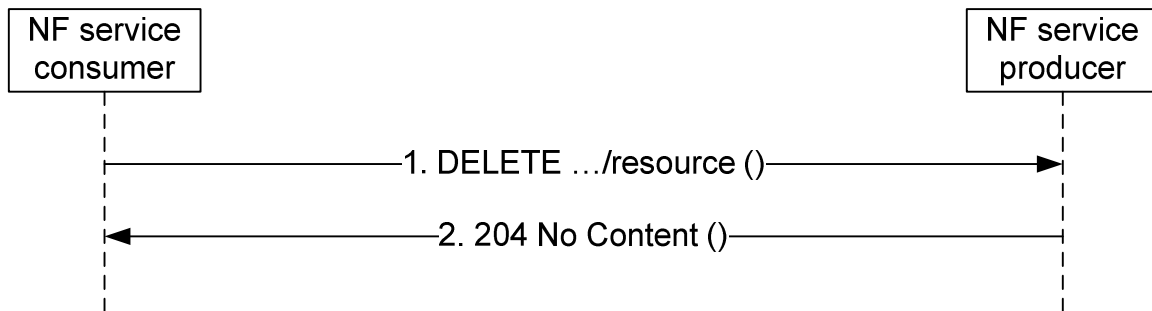 NF service
consumer
NF service
producer
1. DELETE …/resource ()
2. 204 No Content ()